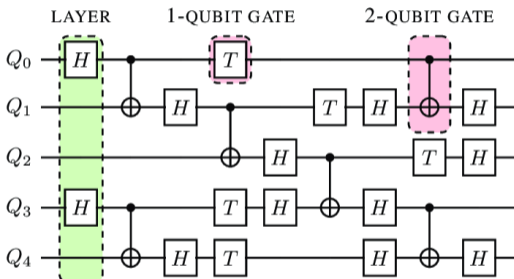 LAYER 1-QUBIT GATE 2-QUBIT GATE
Q0 H T
Q1 H T H H
Q2 H T H
Q3 H T H H
Q4 H T H H